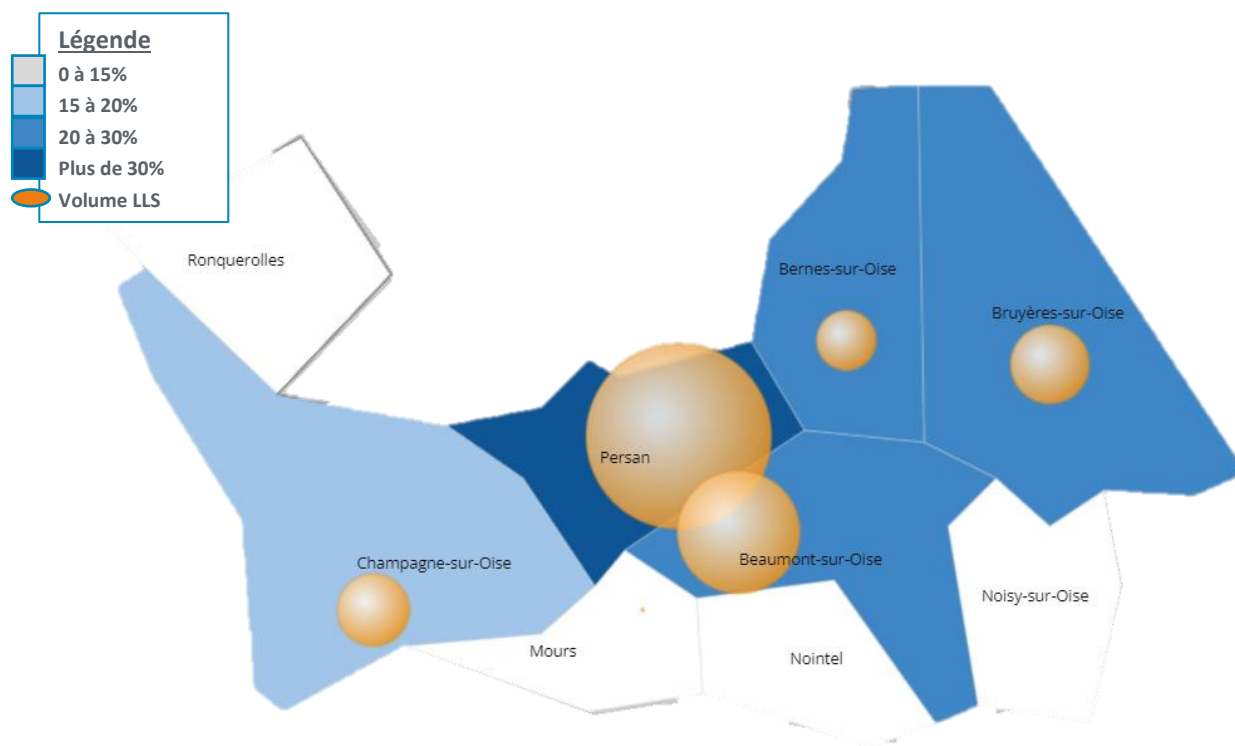 Légende
0 à 15%
15 à 20%
20 à 30%
Plus de 30%
Volume LLS
Ronquerolles
Bernes-sur-Oise
Bruyères-sur-Oise
Persan
Champagne-sur-Oise
Beaumont-sur-Oise
Noisy-sur-Oise
Mours
Nointel